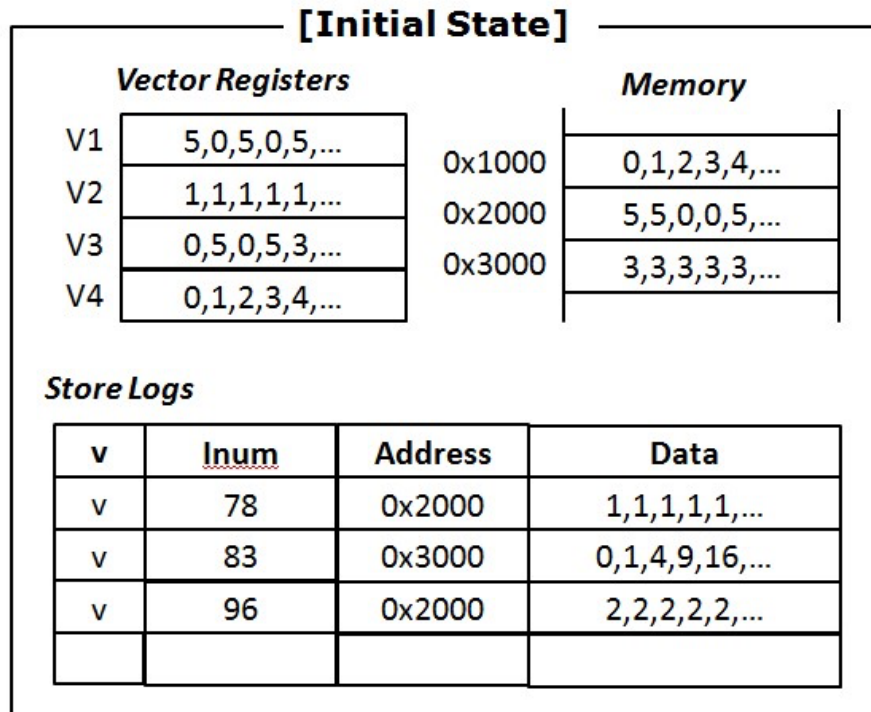 [Initial State]
Vector Registers
V1 5,0,5,0,5,...
V2 1,1,1,1,1,...
V3 0,5,0,5,3,...
V4 0,1,2,3,4,...
Memory
0x1000 0,1,2,3,4,...
0x2000 5,5,0,0,5,...
0x3000 3,3,3,3,3,...
Store Logs
v Inum Address Data
v 78 0x2000 1,1,1,1,1,...
v 83 0x3000 0,1,4,9,16,...
v 96 0x2000 2,2,2,2,2,...